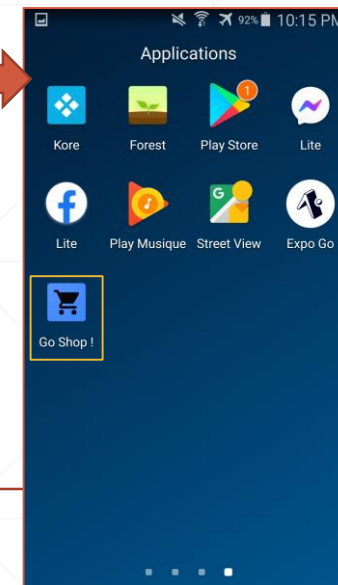 92% 10:15 PM
Applications
1
Kore Forest Play Store Lite
G
Lite Play Musique Street View Expo Go
Go Shop !